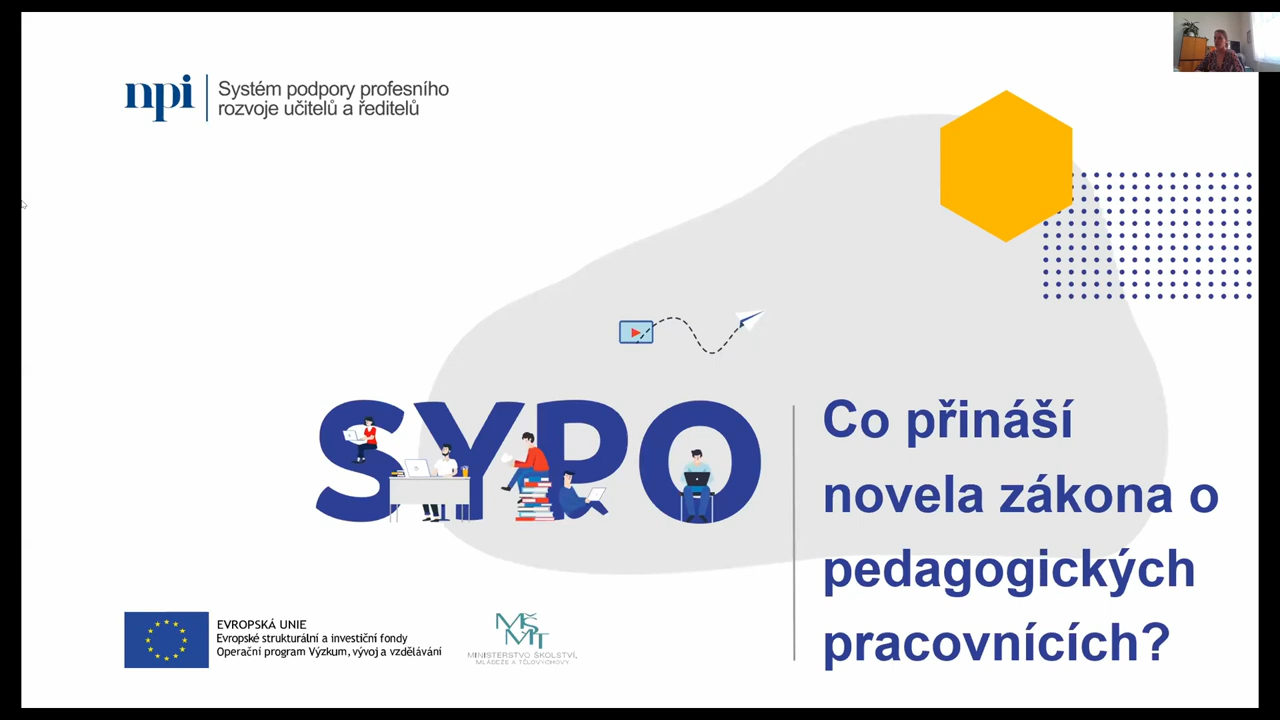 npi
Systém podpory profesního
rozvoje učitelů a ředitelů
SYPO
Co přináší
novela zákona o
pedagogických
pracovnících?
EVROPSKÁ UNIE
Evropské strukturální a investiční fondy
Operační program Výzkum, vývoj a vzdělávání
MŠMT
MINISTERSTVO ŠKOLSTVÍ,
MLÁDEŽE A TĚLOVÝCHOVY